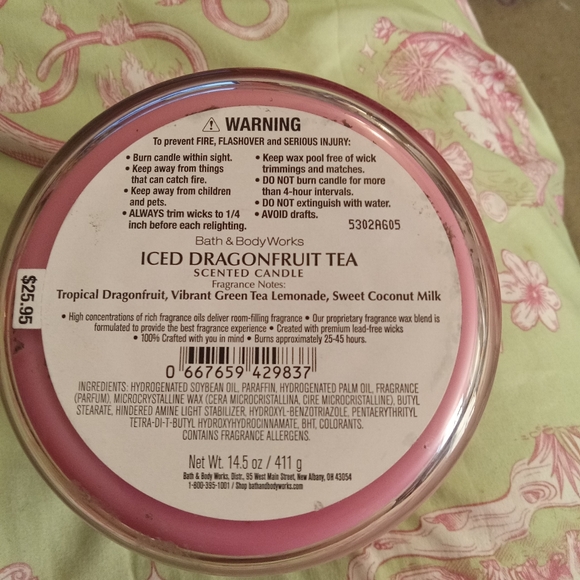 ⚠ WARNING
To prevent FIRE, FLASHOVER and SERIOUS INJURY:
• Burn candle within sight.
• Keep away from things
that can catch fire.
• Keep away from children
and pets.
• ALWAYS trim wicks to 1/4
inch before each relighting.
• Keep wax pool free of wick
trimmings and matches.
• DO NOT burn candle for more
than 4-hour intervals.
• DO NOT extinguish with water.
• AVOID drafts.
5302AG05
Bath & Body Works
ICED DRAGONFRUIT TEA
SCENTED CANDLE
Fragrance Notes:
Tropical Dragonfruit, Vibrant Green Tea Lemonade, Sweet Coconut Milk
• High concentrations of rich fragrance oils deliver room-filling fragrance • Our proprietary fragrance wax blend is
formulated to provide the best fragrance experience • Created with premium lead-free wicks
• 100% Crafted with you in mind • Burns approximately 25-45 hours.
0 667659 429837
INGREDIENTS: HYDROGENATED SOYBEAN OIL, PARAFFIN, HYDROGENATED PALM OIL, FRAGRANCE
(PARFUM), MICROCRYSTALLINE WAX (CERA MICROCRISTALLINA, CIRE MICROCRISTALLINE), BUTYL
STEARATE, HINDERED AMINE LIGHT STABILIZER, HYDROXYL-BENZOTRIAZOLE, PENTAERYTHRITYL
TETRA-DI-T-BUTYL HYDROXYHYDROCINNAMATE, BHT, COLORANTS.
CONTAINS FRAGRANCE ALLERGENS.
Net Wt. 14.5 oz / 411 g
Bath & Body Works, Distr., 95 West Main Street, New Albany, OH 43054
1-800-395-1001 / Shop bathandbodyworks.com
$25.95